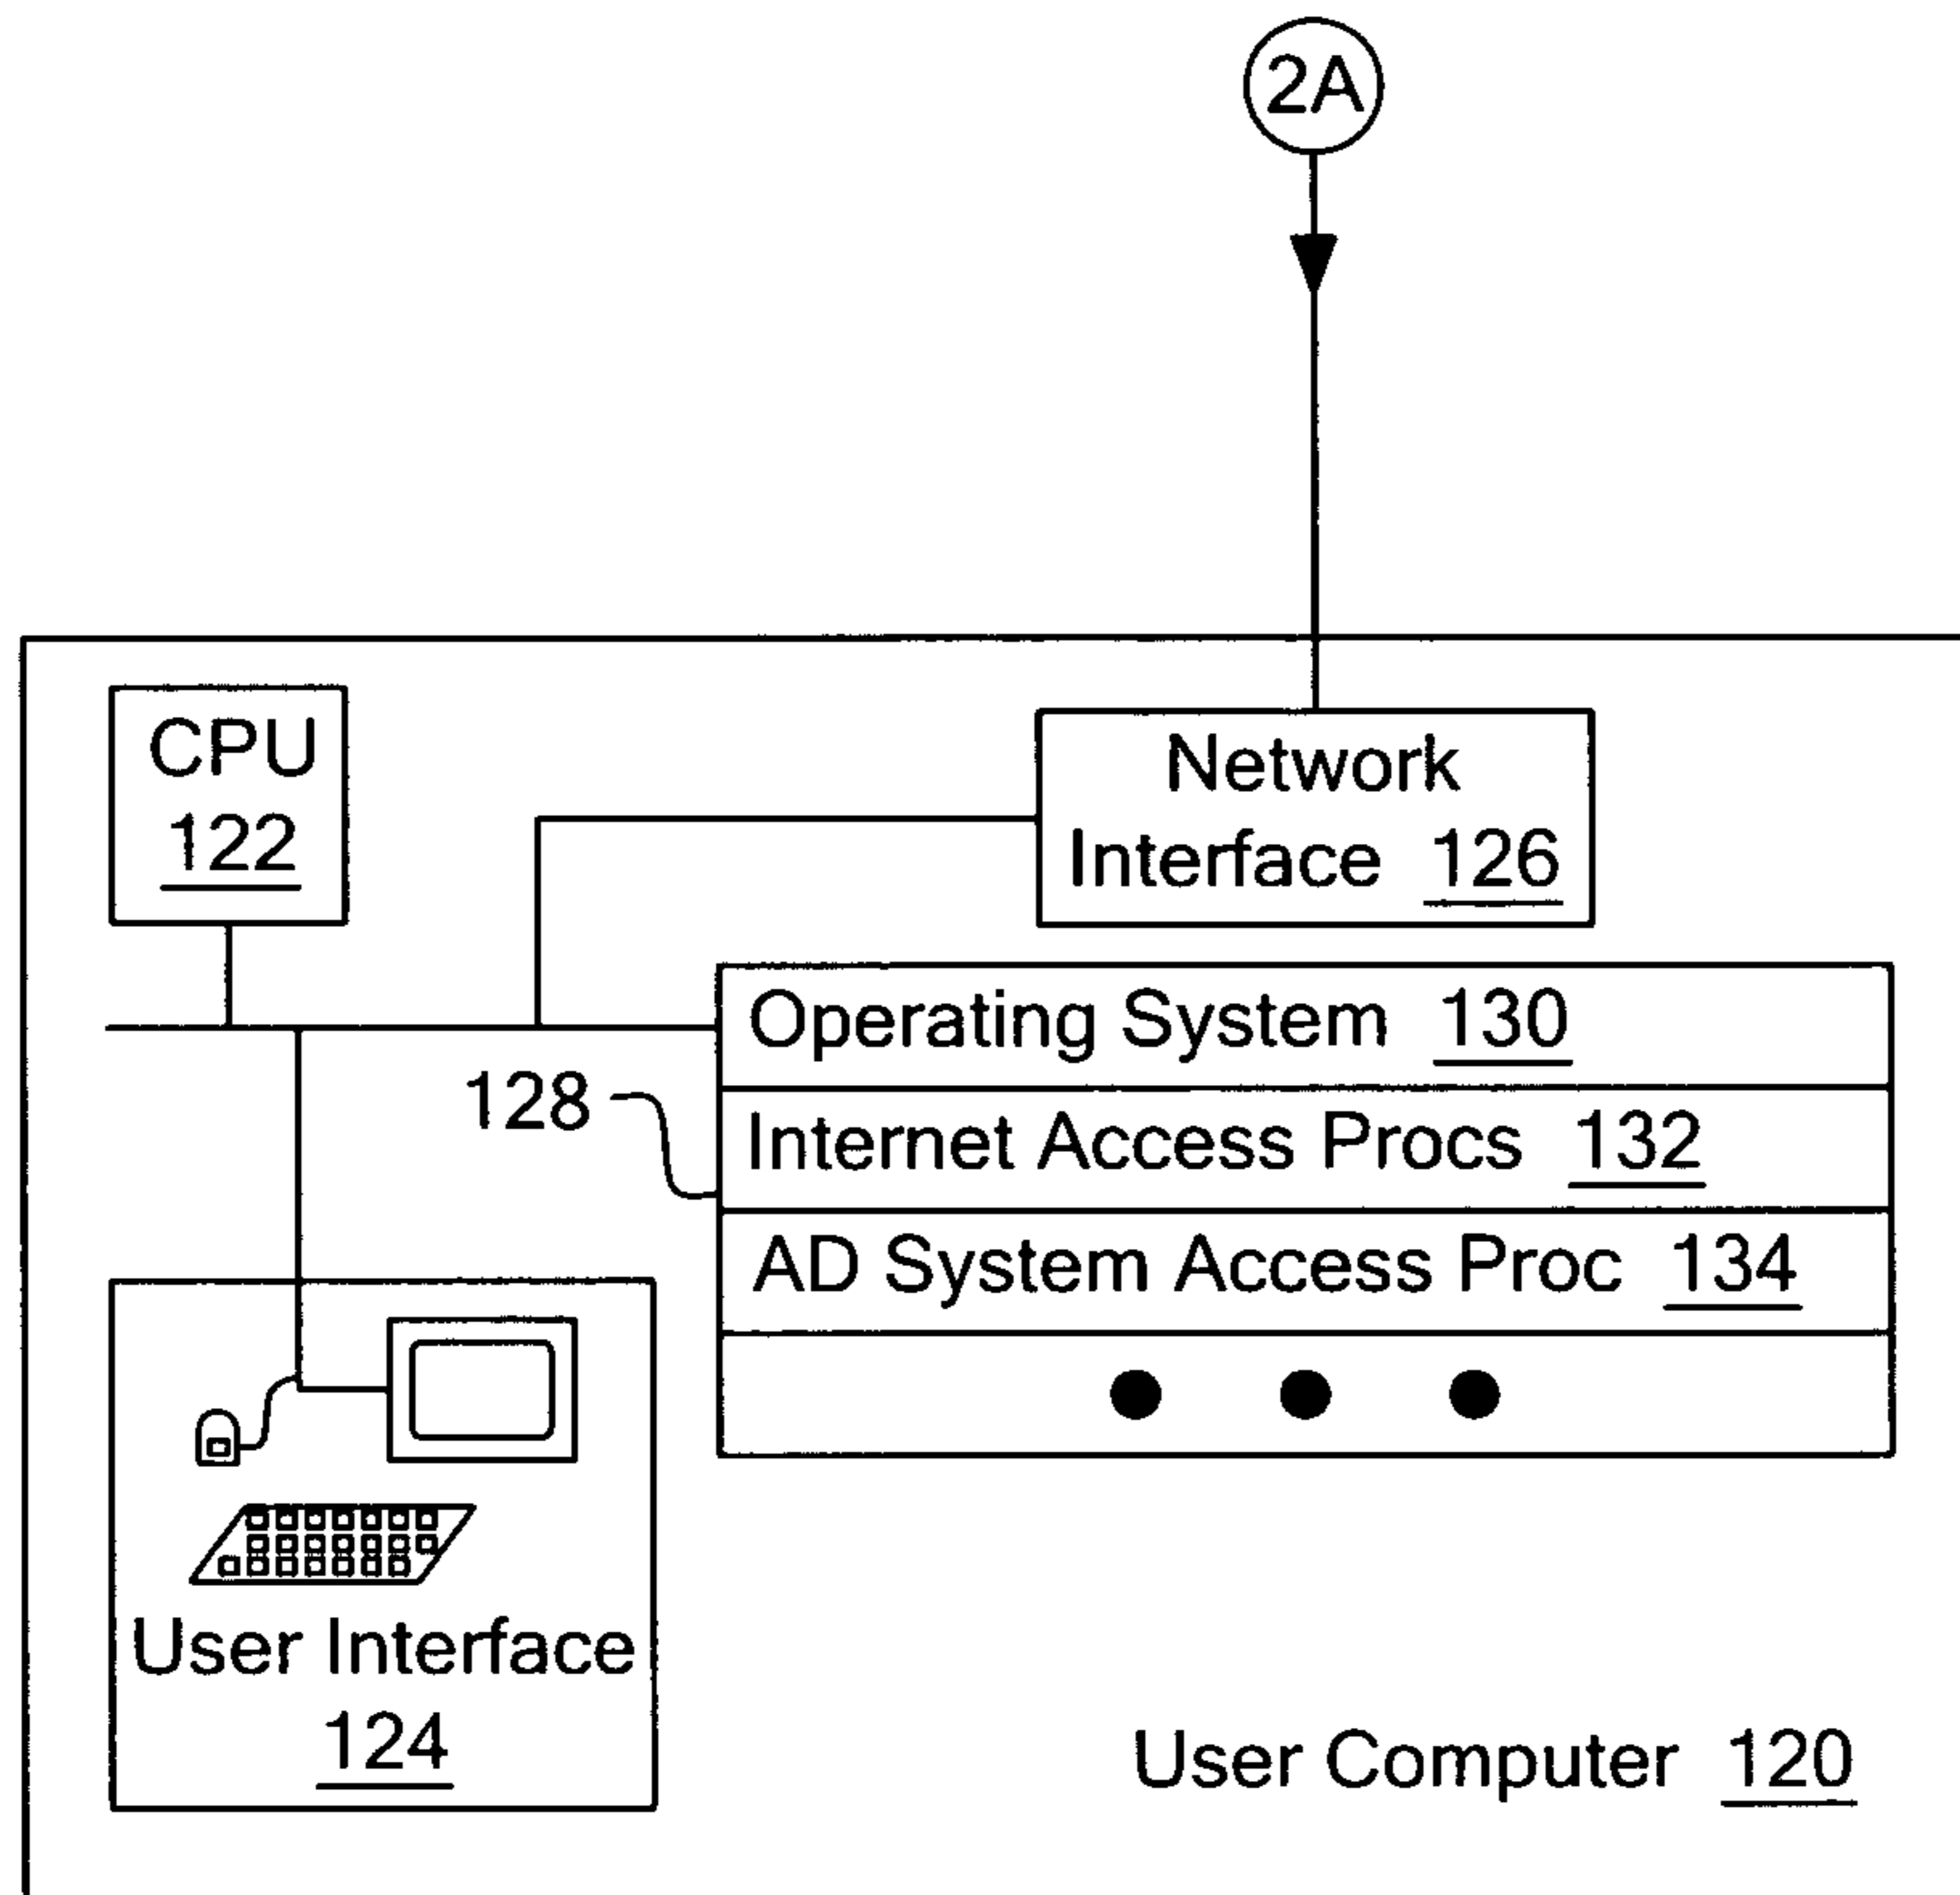 2A
CPU
122
Network
Interface 126
Operating System 130
128
Internet Access Procs 132
AD System Access Proc 134
User Interface
124
User Computer 120